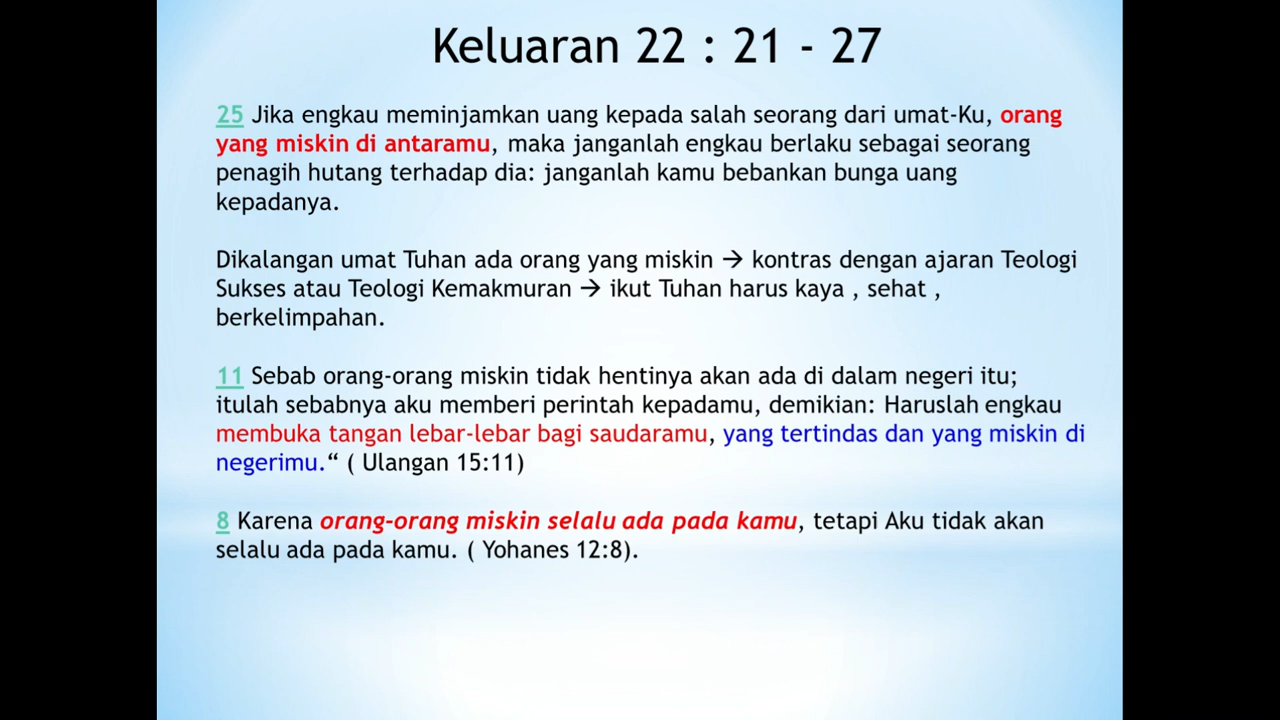 Keluaran 22 : 21 - 27
25 Jika engkau meminjamkan uang kepada salah seorang dari umat-Ku, orang
yang miskin di antaramu, maka janganlah engkau berlaku sebagai seorang
penagih hutang terhadap dia: janganlah kamu bebankan bunga uang
kepadanya.
Dikalangan umat Tuhan ada orang yang miskin → kontras dengan ajaran Teologi
Sukses atau Teologi Kemakmuran → ikut Tuhan harus kaya , sehat ,
berkelimpahan.
11 Sebab orang-orang miskin tidak hentinya akan ada di dalam negeri itu;
itulah sebabnya aku memberi perintah kepadamu, demikian: Haruslah engkau
membuka tangan lebar-lebar bagi saudaramu, yang tertindas dan yang miskin di
negerimu.“ ( Ulangan 15:11)
8 Karena orang-orang miskin selalu ada pada kamu, tetapi Aku tidak akan
selalu ada pada kamu. ( Yohanes 12:8).